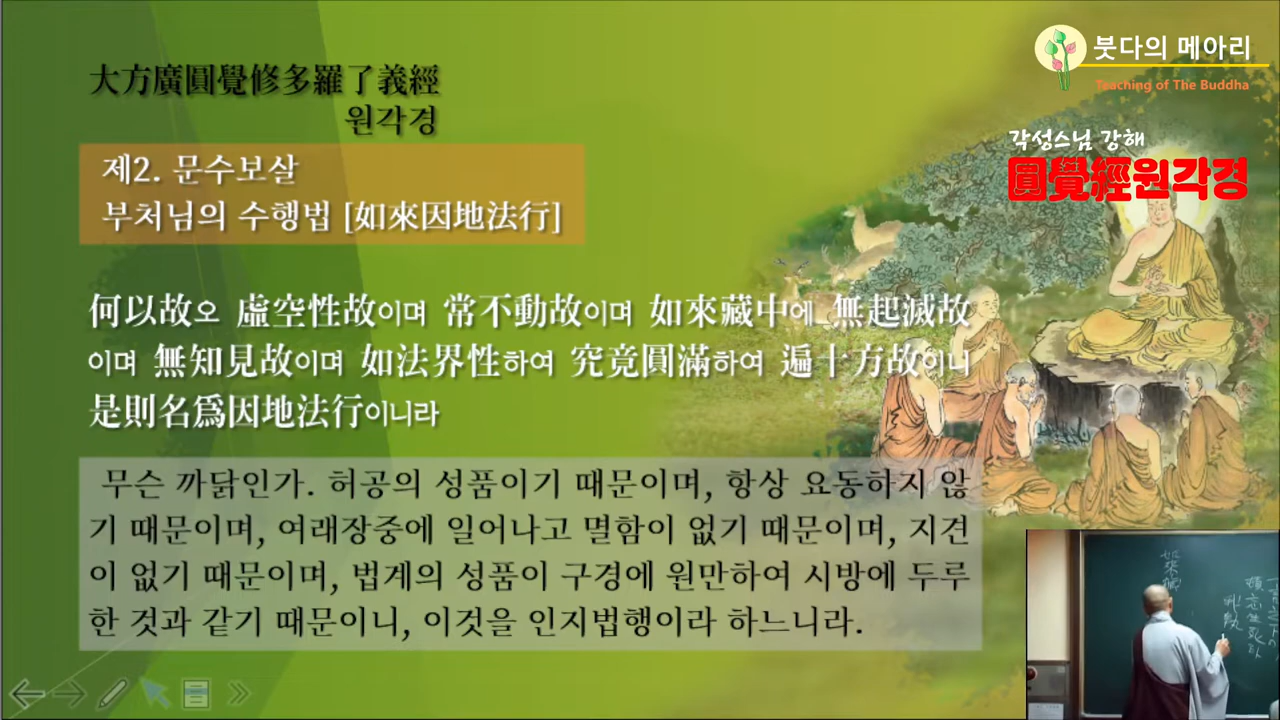 大方廣圓覺修多羅了義經
원각경
제2. 문수보살
부처님의 수행법 [如來因地法行]
何以故오 虛空性故이며 常不動故이며 如來藏中에 無起滅故
이며 無知見故이며 如法界性하여 究竟圓滿하여 遍十方故이니
是則名爲因地法行이니라
무슨 까닭인가. 허공의 성품이기 때문이며, 항상 요동하지 않
기 때문이며, 여래장중에 일어나고 멸함이 없기 때문이며, 지견
이 없기 때문이며, 법계의 성품이 구경에 원만하여 시방에 두루
한 것과 같기 때문이니, 이것을 인지법행이라 하느니라.
붓다의 메아리
Teaching of The Buddha
각성스님 강해
圓覺經원각경
如來藏